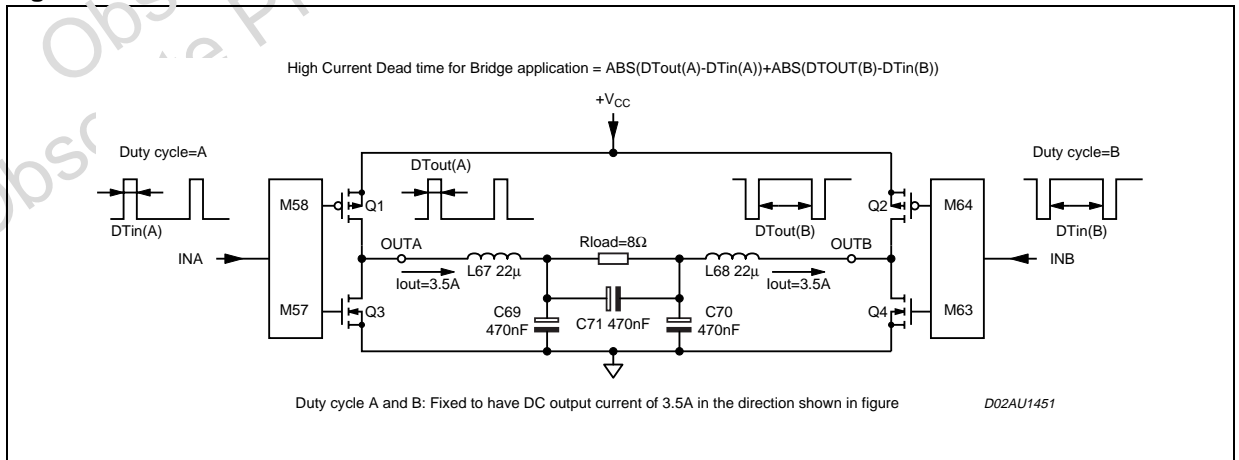 High Current Dead time for Bridge application = ABS(DTout(A)-DTin(A))+ABS(DTOUT(B)-DTin(B))
+VCC
Duty cycle=A
DTout(A)
Duty cycle=B
M58
Q1
Q2
M64
DTin(A)
DTout(B)
DTin(B)
INA
OUTA
Rload=8Ω
OUTB
INB
L67 22μ
L68 22μ
Iout=3.5A
Iout=3.5A
M57
Q3
C69
470nF
C71 470nF
C70
470nF
Q4
M63
Duty cycle A and B: Fixed to have DC output current of 3.5A in the direction shown in figure
D02AU1451